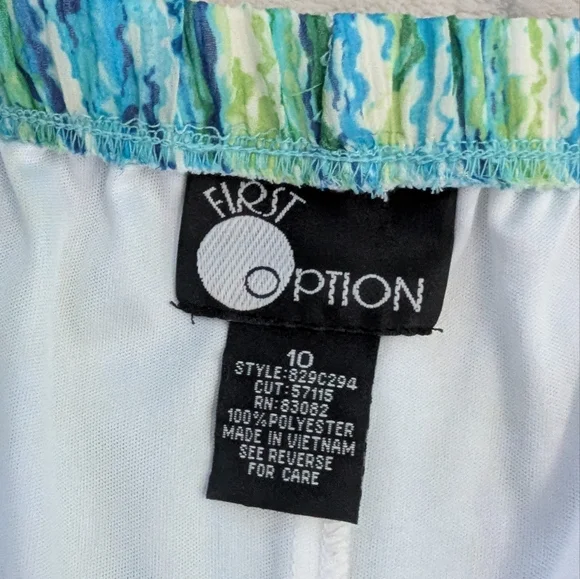 FIRST
OPTION
10
STYLE:829C294
CUT:57115
RN:83082
100%POLYESTER
MADE IN VIETNAM
SEE REVERSE
FOR CARE